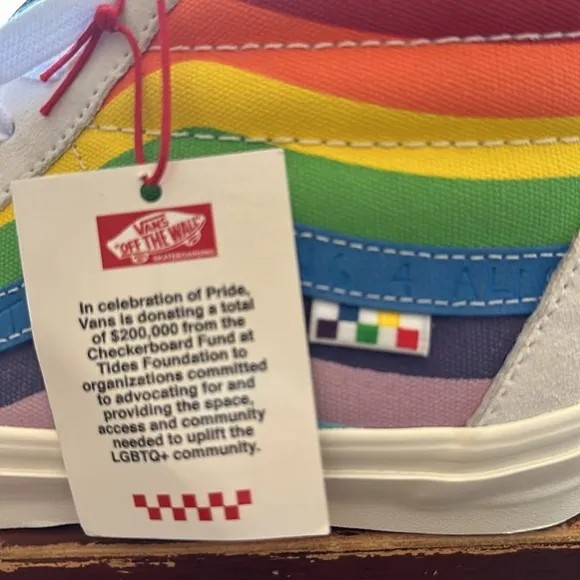 VANS
"OFF THE WALL"
SKATEBOARDING
In celebration of Pride,
Vans is donating a total
of $200,000 from the
Checkerboard Fund at
Tides Foundation to
organizations committed
to advocating for and
providing the space,
access and community
needed to uplift the
LGBTQ+ community.